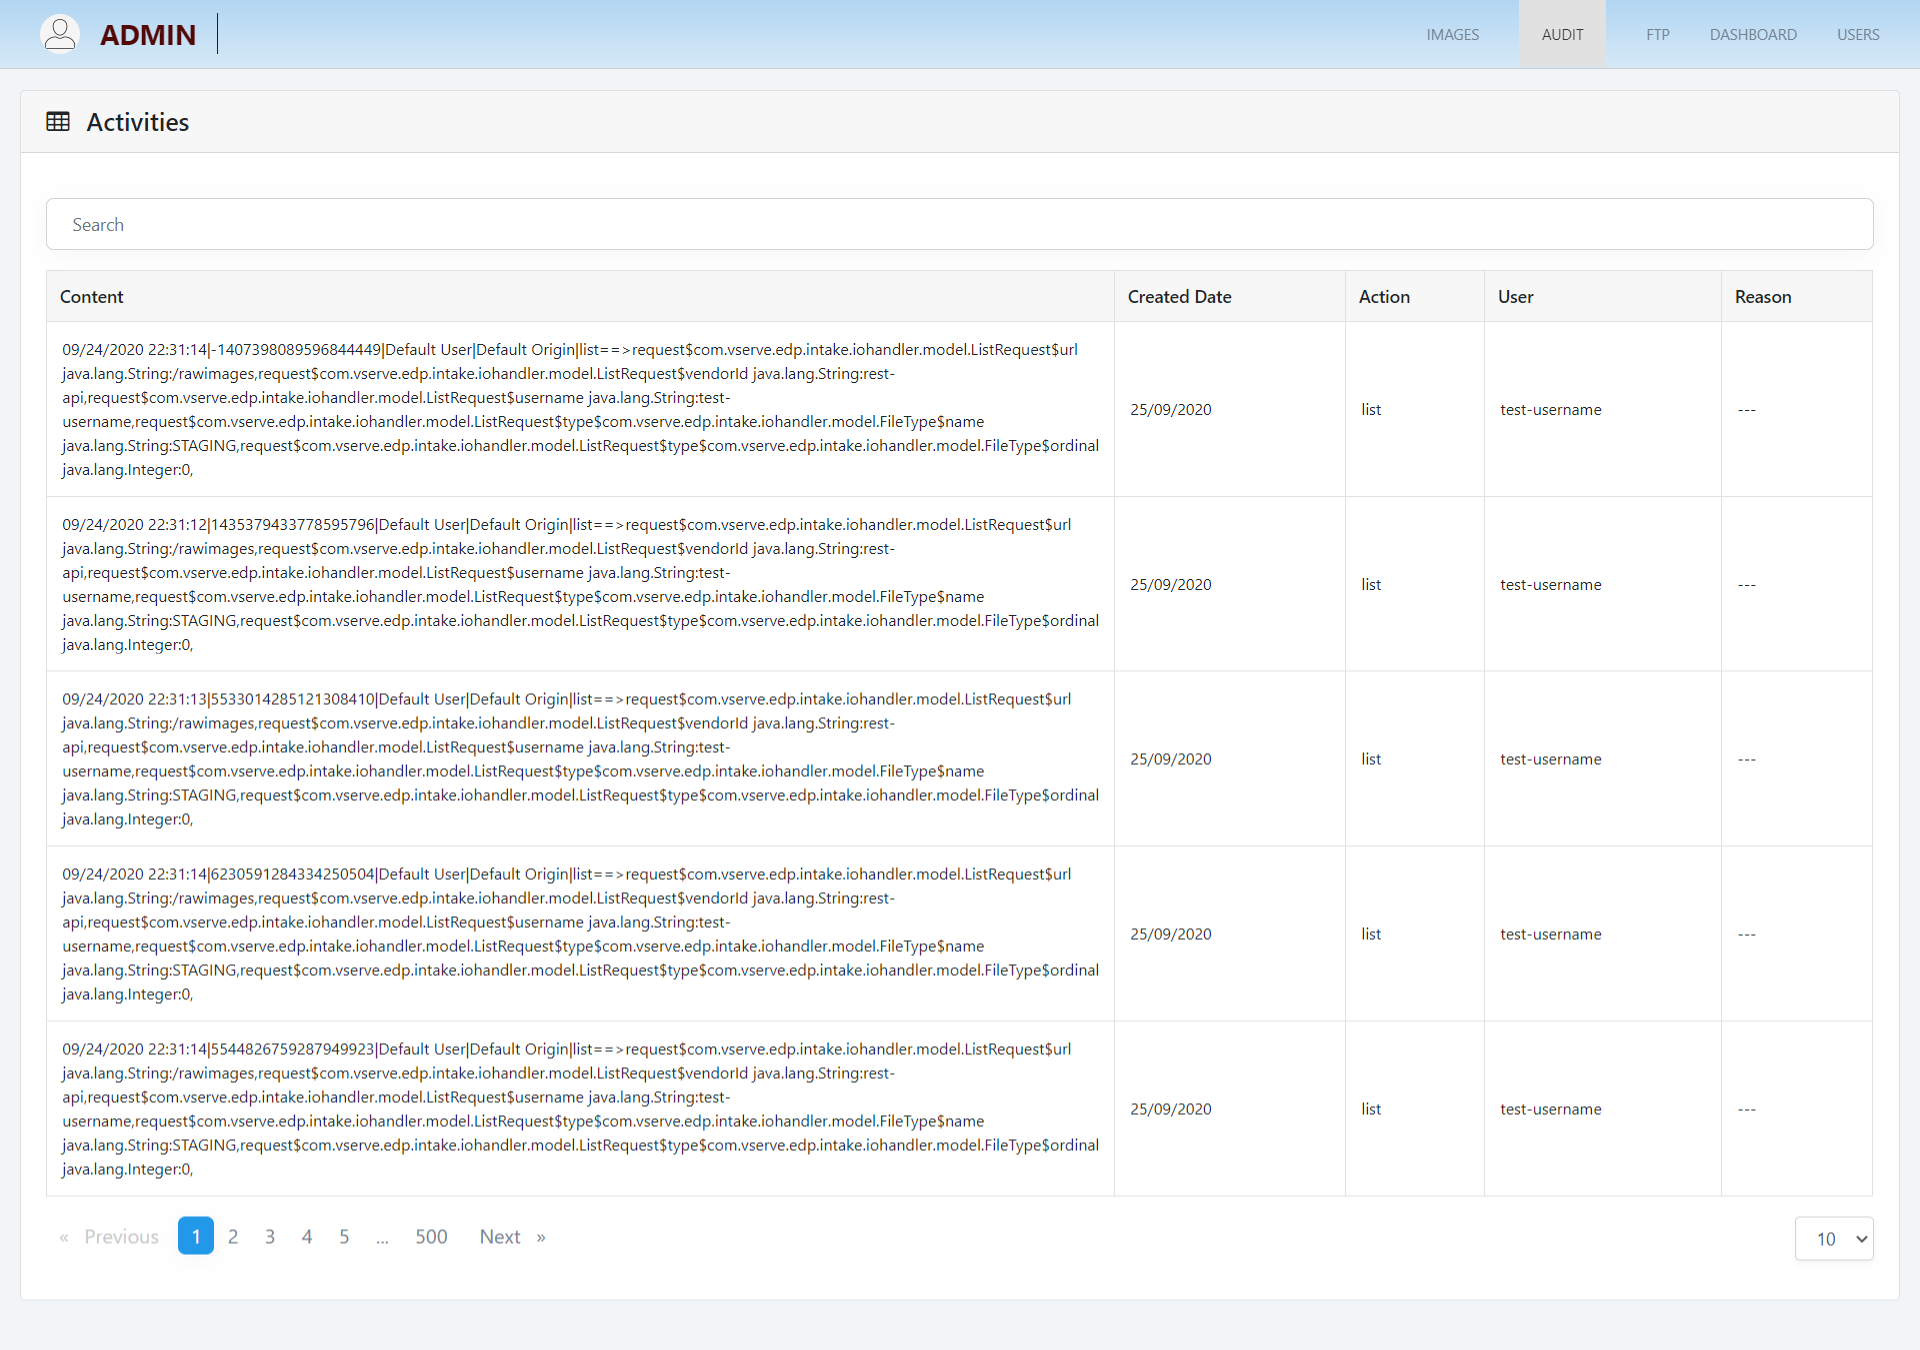 ADMIN
IMAGES
AUDIT
FTP
DASHBOARD
USERS
Activities
Search
Content
Created Date
Action
User
Reason
09/24/2020 22:31:14|-1407398089596844449|Default User|Default Origin|list==>request$com.vserve.edp.intake.iohandler.model.ListRequest$url
java.lang.String:/rawimages,request$com.vserve.edp.intake.iohandler.model.ListRequest$vendorId java.lang.String:rest-
api,request$com.vserve.edp.intake.iohandler.model.ListRequest$username java.lang.String:test-
username,request$com.vserve.edp.intake.iohandler.model.ListRequest$type$com.vserve.edp.intake.iohandler.model.FileType$name
java.lang.String:STAGING,request$com.vserve.edp.intake.iohandler.model.ListRequest$type$com.vserve.edp.intake.iohandler.model.FileType$ordinal
java.lang.Integer:0,
25/09/2020
list
test-username
---
09/24/2020 22:31:12|1435379433778595796|Default User|Default Origin|list==>request$com.vserve.edp.intake.iohandler.model.ListRequest$url
java.lang.String:/rawimages,request$com.vserve.edp.intake.iohandler.model.ListRequest$vendorId java.lang.String:rest-
api,request$com.vserve.edp.intake.iohandler.model.ListRequest$username java.lang.String:test-
username,request$com.vserve.edp.intake.iohandler.model.ListRequest$type$com.vserve.edp.intake.iohandler.model.FileType$name
java.lang.String:STAGING,request$com.vserve.edp.intake.iohandler.model.ListRequest$type$com.vserve.edp.intake.iohandler.model.FileType$ordinal
java.lang.Integer:0,
25/09/2020
list
test-username
---
09/24/2020 22:31:13|5533014285121308410|Default User|Default Origin|list==>request$com.vserve.edp.intake.iohandler.model.ListRequest$url
java.lang.String:/rawimages,request$com.vserve.edp.intake.iohandler.model.ListRequest$vendorId java.lang.String:rest-
api,request$com.vserve.edp.intake.iohandler.model.ListRequest$username java.lang.String:test-
username,request$com.vserve.edp.intake.iohandler.model.ListRequest$type$com.vserve.edp.intake.iohandler.model.FileType$name
java.lang.String:STAGING,request$com.vserve.edp.intake.iohandler.model.ListRequest$type$com.vserve.edp.intake.iohandler.model.FileType$ordinal
java.lang.Integer:0,
25/09/2020
list
test-username
---
09/24/2020 22:31:14|6230591284334250504|Default User|Default Origin|list==>request$com.vserve.edp.intake.iohandler.model.ListRequest$url
java.lang.String:/rawimages,request$com.vserve.edp.intake.iohandler.model.ListRequest$vendorId java.lang.String:rest-
api,request$com.vserve.edp.intake.iohandler.model.ListRequest$username java.lang.String:test-
username,request$com.vserve.edp.intake.iohandler.model.ListRequest$type$com.vserve.edp.intake.iohandler.model.FileType$name
java.lang.String:STAGING,request$com.vserve.edp.intake.iohandler.model.ListRequest$type$com.vserve.edp.intake.iohandler.model.FileType$ordinal
java.lang.Integer:0,
25/09/2020
list
test-username
---
09/24/2020 22:31:14|5544826759287949923|Default User|Default Origin|list==>request$com.vserve.edp.intake.iohandler.model.ListRequest$url
java.lang.String:/rawimages,request$com.vserve.edp.intake.iohandler.model.ListRequest$vendorId java.lang.String:rest-
api,request$com.vserve.edp.intake.iohandler.model.ListRequest$username java.lang.String:test-
username,request$com.vserve.edp.intake.iohandler.model.ListRequest$type$com.vserve.edp.intake.iohandler.model.FileType$name
java.lang.String:STAGING,request$com.vserve.edp.intake.iohandler.model.ListRequest$type$com.vserve.edp.intake.iohandler.model.FileType$ordinal
java.lang.Integer:0,
25/09/2020
list
test-username
---
« Previous 1 2 3 4 5 ... 500 Next »
10